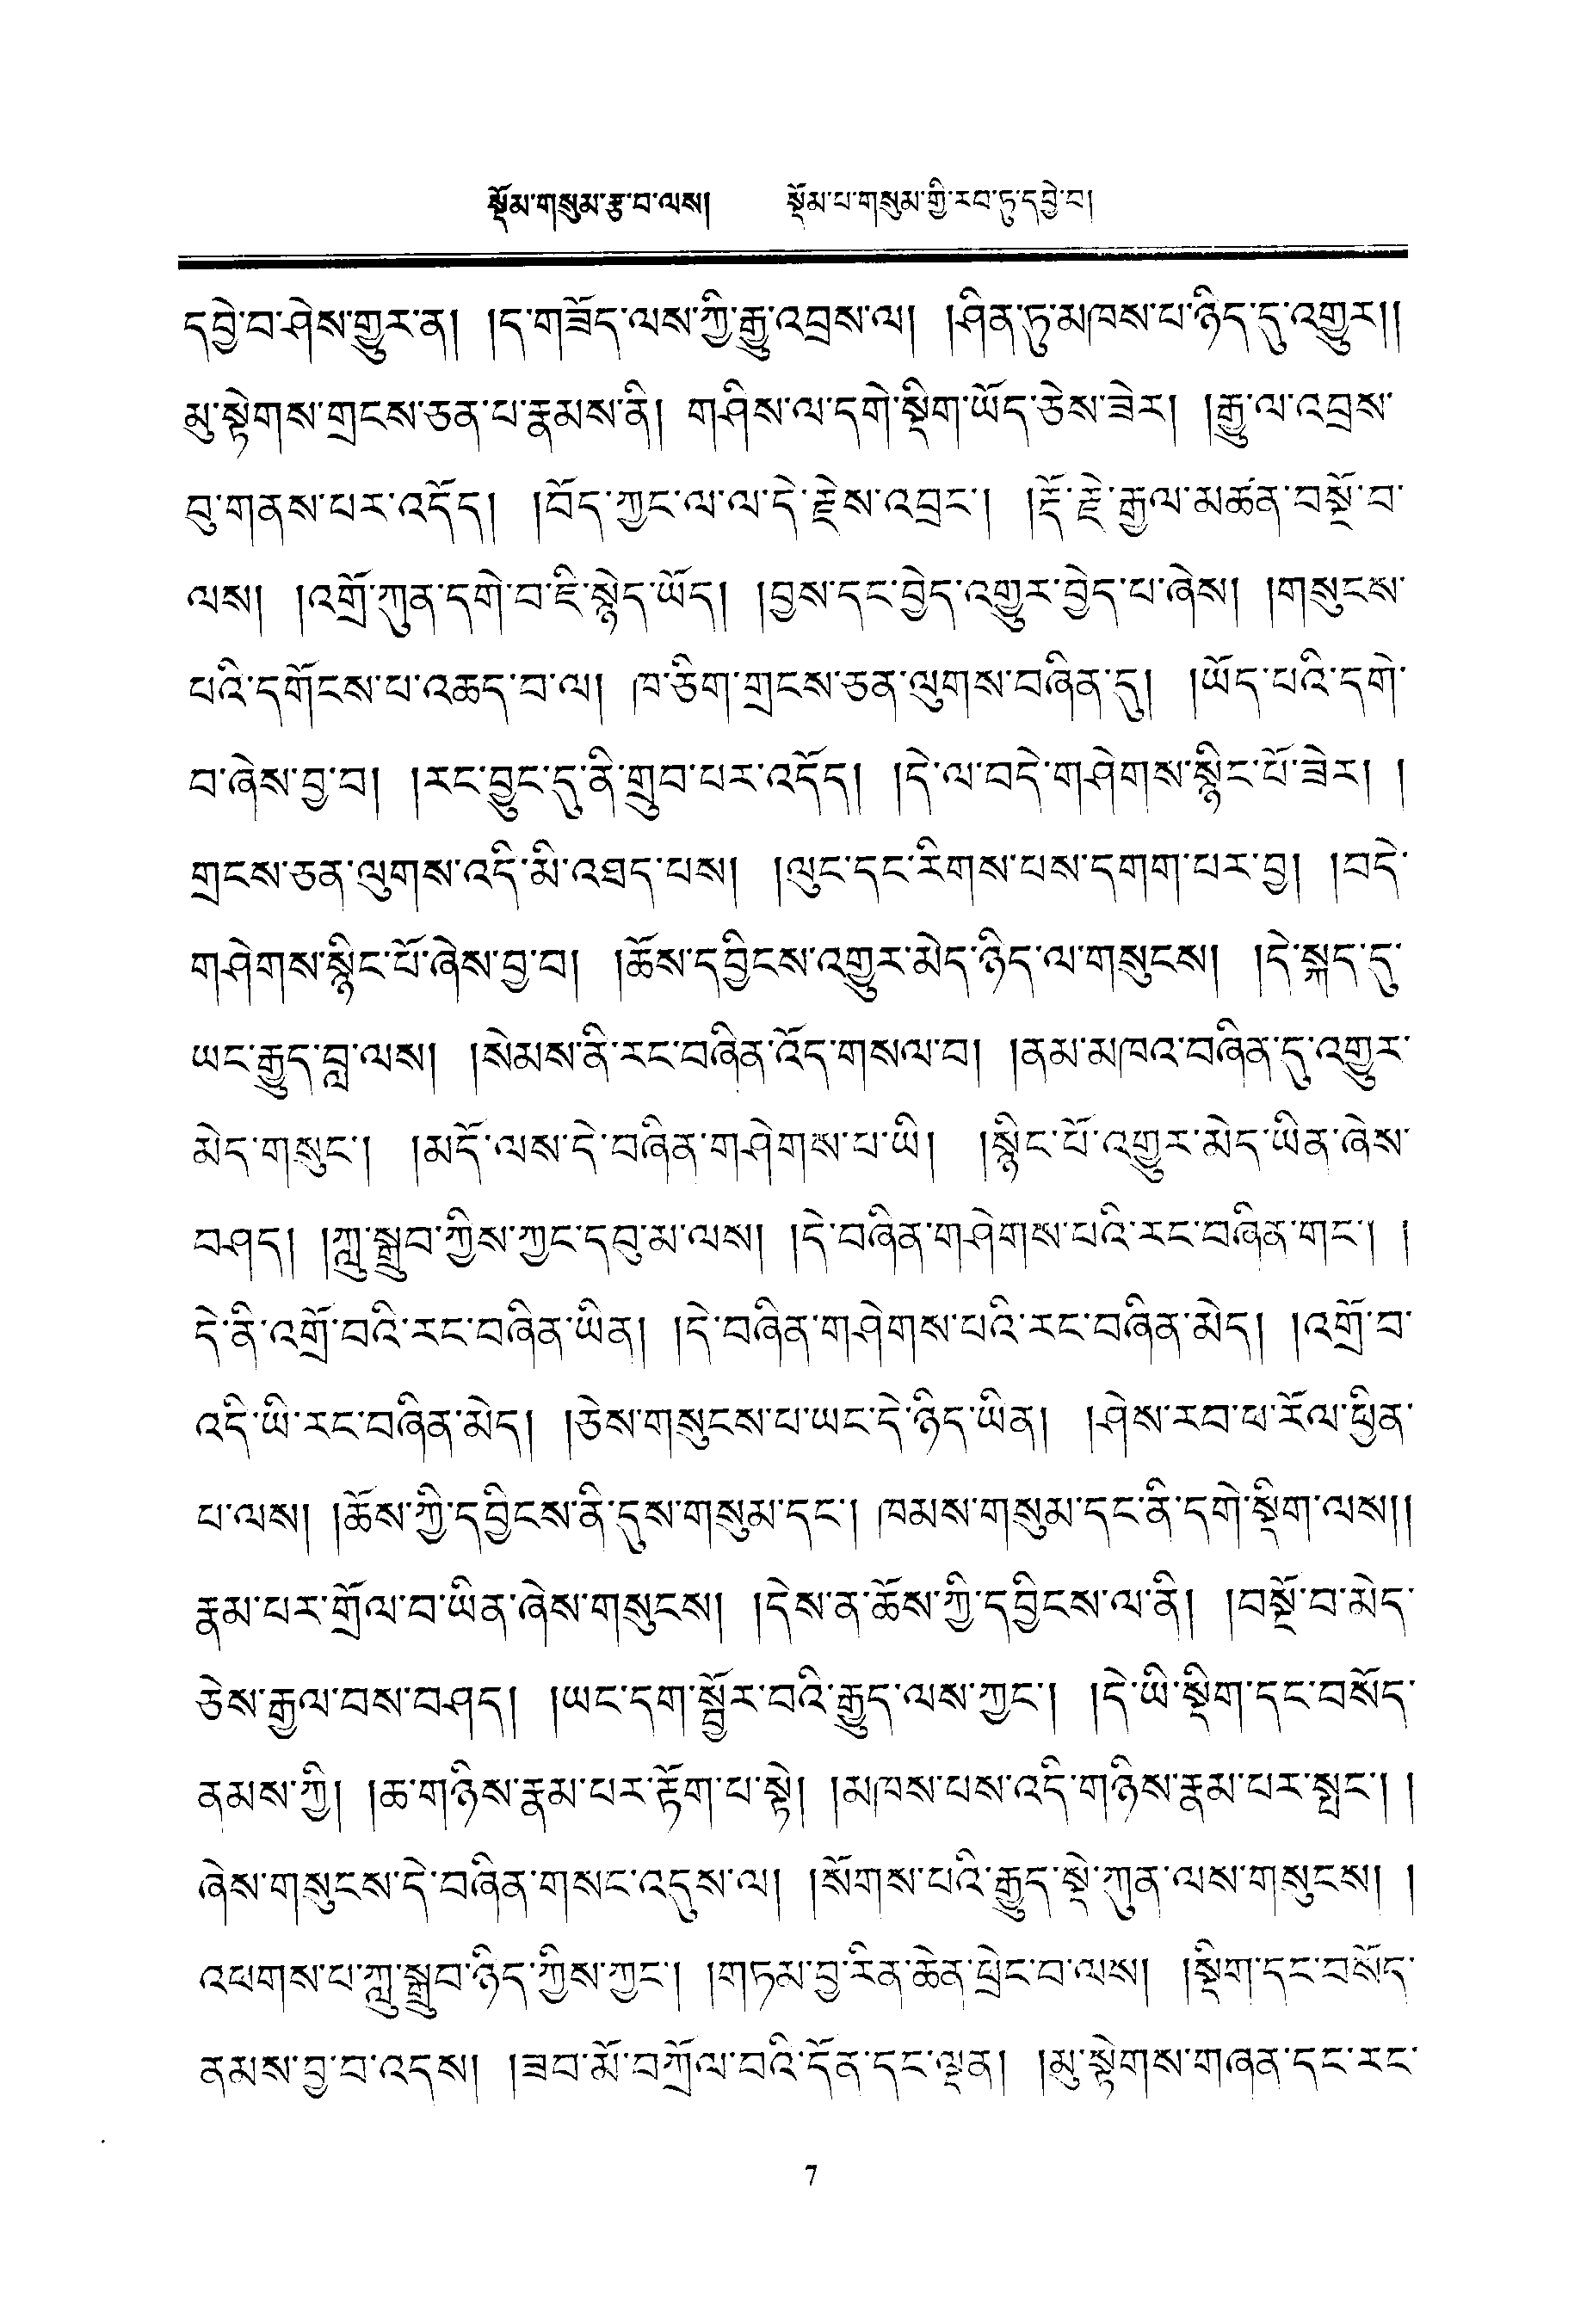 སྡོམ་གསུམ་རྩ་བ་ལས། སྡོམ་པ་གསུམ་གྱི་རབ་ཏུ་དབྱེ་བ།
དབྱེ་བ་ཤེས་གྱུར་ན། །ད་གཟོད་ལས་ཀྱི་རྒྱུ་འབྲས་ལ། །ཤིན་ཏུ་མཁས་པ་ཉིད་དུ་འགྱུར།།
མུ་སྟེགས་གྲངས་ཅན་པ་རྣམས་ནི། གཤིས་ལ་དགེ་སྡིག་ཡོད་ཅེས་ཟེར། །རྒྱུ་ལ་འབྲས་
བུ་གནས་པར་འདོད། །བོད་ཀྱང་ལ་ལ་དེ་རྗེས་འབྲང་། །རྡོ་རྗེ་རྒྱལ་མཚན་བསྔོ་བ་
ལས། །འགྲོ་ཀུན་དགེ་བ་ཇི་སྙེད་ཡོད། །བྱས་དང་བྱེད་འགྱུར་བྱེད་པ་ཞེས། །གསུངས་
པའི་དགོངས་པ་འཆད་པ་ལ། ཁ་ཅིག་གྲངས་ཅན་ལུགས་བཞིན་དུ། །ཡོད་པའི་དགེ་
བ་ཞེས་བྱ་བ། །རང་བྱུང་དུ་ནི་གྲུབ་པར་འདོད། །དེ་ལ་བདེ་གཤེགས་སྙིང་པོ་ཟེར། །
གྲངས་ཅན་ལུགས་འདི་མི་འཐད་པས། །ལུང་དང་རིགས་པས་དགག་པར་བྱ། །བདེ་
གཤེགས་སྙིང་པོ་ཞེས་བྱ་བ། །ཆོས་དབྱིངས་འགྱུར་མེད་ཉིད་ལ་གསུངས། །དེ་སྐད་དུ་
ཡང་རྒྱུད་བླ་ལས། །སེམས་ནི་རང་བཞིན་འོད་གསལ་བ། །ནམ་མཁའ་བཞིན་དུ་འགྱུར་
མེད་གསུང་། །མདོ་ལས་དེ་བཞིན་གཤེགས་པ་ཡི། །སྙིང་པོ་འགྱུར་མེད་ཡིན་ཞེས་
བཤད། །ཀླུ་སྒྲུབ་ཀྱིས་ཀྱང་དབུ་མ་ལས། །དེ་བཞིན་གཤེགས་པའི་རང་བཞིན་གང་། །
དེ་ནི་འགྲོ་བའི་རང་བཞིན་ཡིན། །དེ་བཞིན་གཤེགས་པའི་རང་བཞིན་མེད། །འགྲོ་བ་
འདི་ཡི་རང་བཞིན་མེད། །ཅེས་གསུངས་པ་ཡང་དེ་ཉིད་ཡིན། །ཤེས་རབ་ཕ་རོལ་ཕྱིན་
པ་ལས། །ཆོས་ཀྱི་དབྱིངས་ནི་དུས་གསུམ་དང་། ཁམས་གསུམ་དང་ནི་དགེ་སྡིག་ལས།།
རྣམ་པར་གྲོལ་བ་ཡིན་ཞེས་གསུངས། །དེས་ན་ཆོས་ཀྱི་དབྱིངས་ལ་ནི། །བསྔོ་བ་མེད་
ཅེས་རྒྱལ་བས་བཤད། །ཡང་དག་སྦྱོར་བའི་རྒྱུད་ལས་ཀྱང་། །དེ་ཡི་སྡིག་དང་བསོད་
ནམས་ཀྱི། །ཆ་གཉིས་རྣམ་པར་རྟོག་པ་སྟེ། །མཁས་པས་འདི་གཉིས་རྣམ་པར་སྤང་། །
ཞེས་གསུངས་དེ་བཞིན་གསང་འདུས་ལ། །སོགས་པའི་རྒྱུད་སྡེ་ཀུན་ལས་གསུངས། །
འཕགས་པ་ཀླུ་སྒྲུབ་ཉིད་ཀྱིས་ཀྱང་། །གཏམ་བྱ་རིན་ཆེན་ཕྲེང་བ་ལས། །སྡིག་དང་བསོད་
ནམས་བྱ་བ་འདས། །ཟབ་མོ་བཀྲོལ་བའི་དོན་དང་ལྡན། །མུ་སྟེགས་གཞན་དང་རང་
7